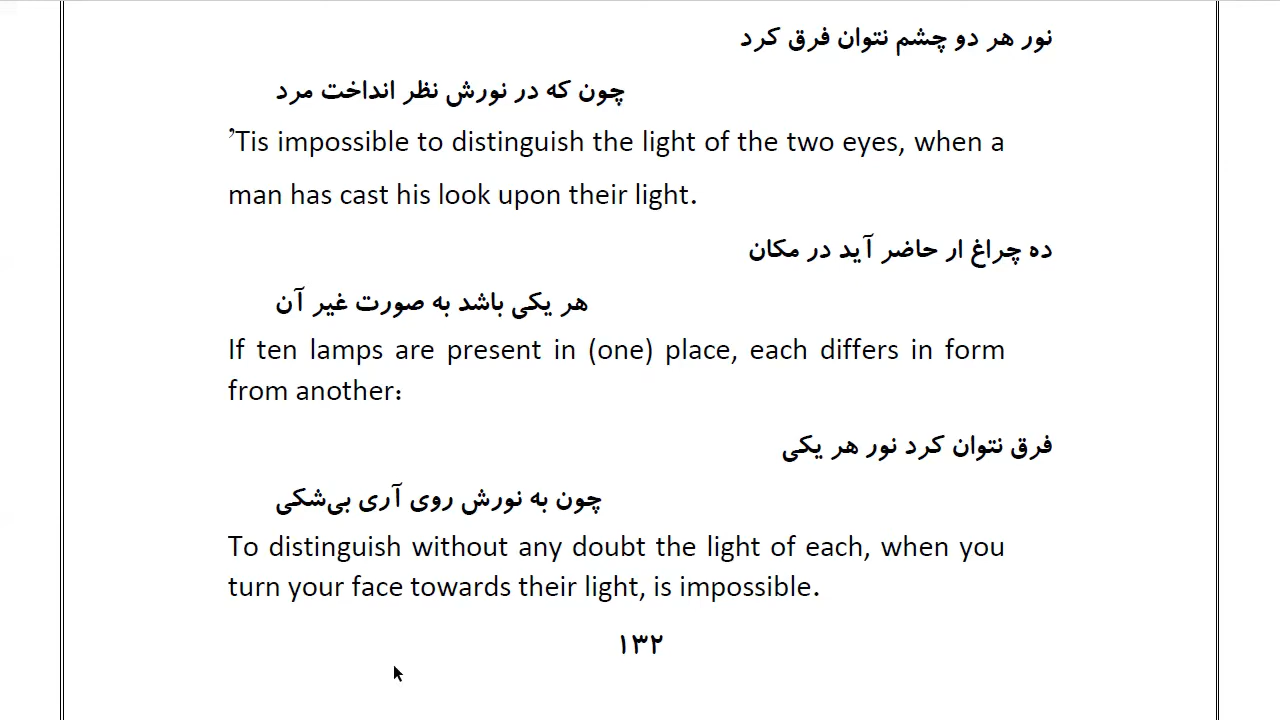 نور هر دو چشم نتوان فرق کرد
چون که در نورش نظر انداخت مرد
’Tis impossible to distinguish the light of the two eyes, when a
man has cast his look upon their light.
ده چراغ ار حاضر آید در مکان
هر یکی باشد به صورت غیر آن
If ten lamps are present in (one) place, each differs in form
from another:
فرق نتوان کرد نور هر یکی
چون به نورش روی آری بی‌شکی
To distinguish without any doubt the light of each, when you
turn your face towards their light, is impossible.
۱۳۲